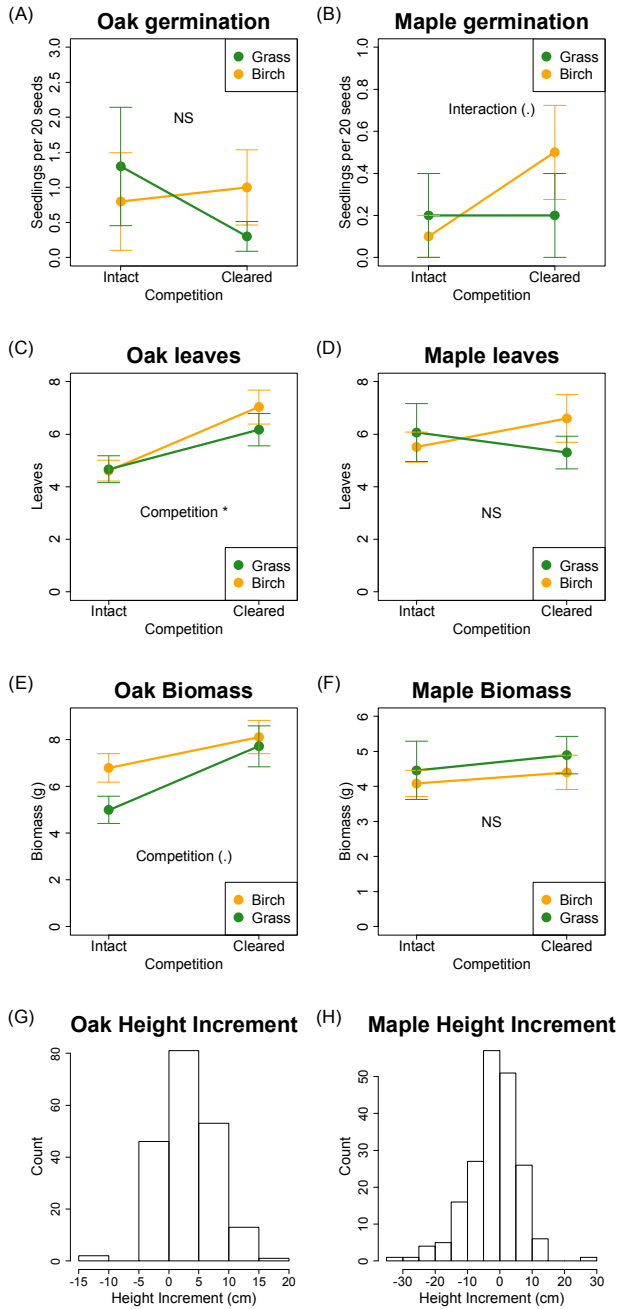 (A) Oak germination
Grass
Birch
NS
Seedlings per 20 seeds
0.0 0.5 1.0 1.5 2.0 2.5 3.0
Intact Cleared
Competition
(B) Maple germination
Grass
Birch
Interaction (.)
Seedlings per 20 seeds
0.0 0.2 0.4 0.6 0.8 1.0
Intact Cleared
Competition
(C) Oak leaves
Leaves
0 2 4 6 8
Competition *
Grass
Birch
Intact Cleared
Competition
(D) Maple leaves
Leaves
0 2 4 6 8
NS
Grass
Birch
Intact Cleared
Competition
(E) Oak Biomass
Biomass (g)
0 2 4 6 8
Competition (.)
Birch
Grass
Intact Cleared
Competition
(F) Maple Biomass
Biomass (g)
0 1 2 3 4 5 6
NS
Birch
Grass
Intact Cleared
Competition
(G) Oak Height Increment
Count
0 20 40 60 80
-15 -10 -5 0 5 10 15 20
Height Increment (cm)
(H) Maple Height Increment
Count
0 10 20 30 40 50
-30 -20 -10 0 10 20 30
Height Increment (cm)